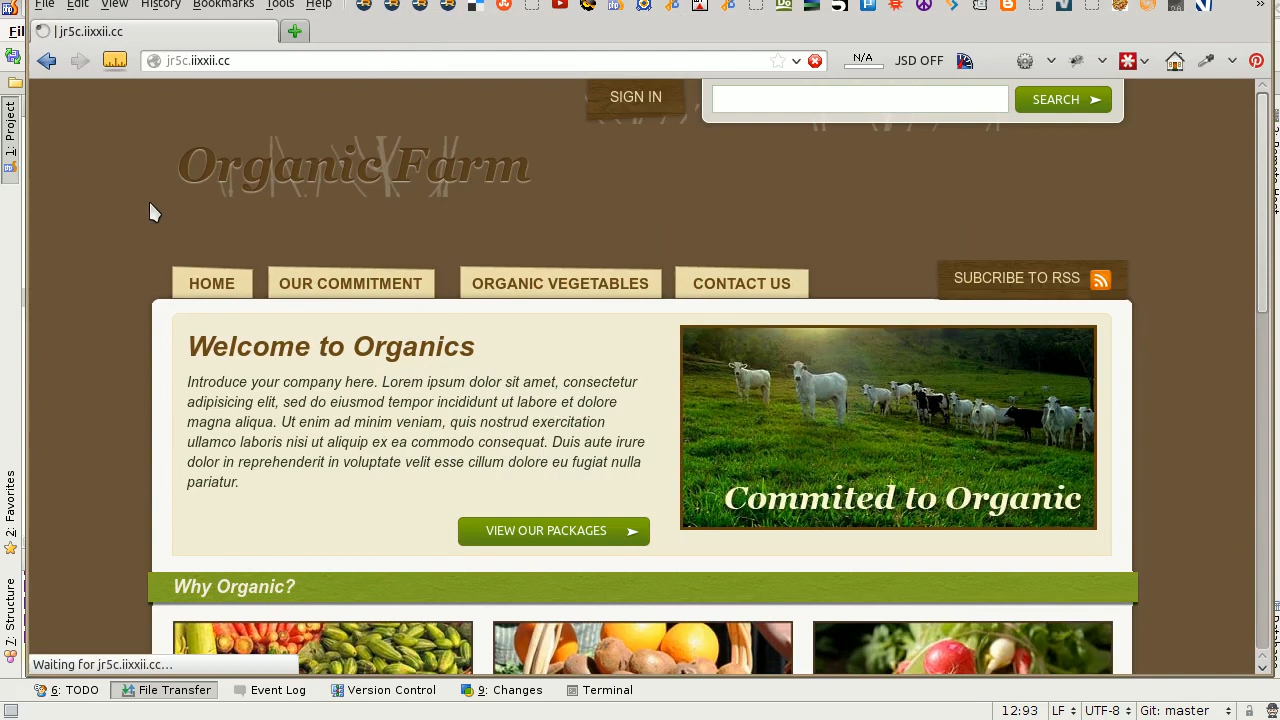 File Edit View History Bookmarks Tools Help
| jr5c.iixxii.cc
Fil
jr5c.iixxii.cc
N/A
JSD OFF
SIGN IN
SEARCH
1: Project
Organic Farm
HOME
OUR COMMITMENT
ORGANIC VEGETABLES
CONTACT US
SUBCRIBE TO RSS
Welcome to Organics
Introduce your company here. Lorem ipsum dolor sit amet, consectetur
adipisicing elit, sed do eiusmod tempor incididunt ut labore et dolore
magna aliqua. Ut enim ad minim veniam, quis nostrud exercitation
ullamco laboris nisi ut aliquip ex ea commodo consequat. Duis aute irure
dolor in reprehenderit in voluptate velit esse cillum dolore eu fugiat nulla
pariatur.
Commited to Organic
VIEW OUR PACKAGES
2: Favorites
Why Organic?
7: Structure
Waiting for jr5c.iixxii.cc...
6: TODO
File Transfer
Event Log
Version Control
9: Changes
Terminal
12:93
LF
UTF-8
Git: master